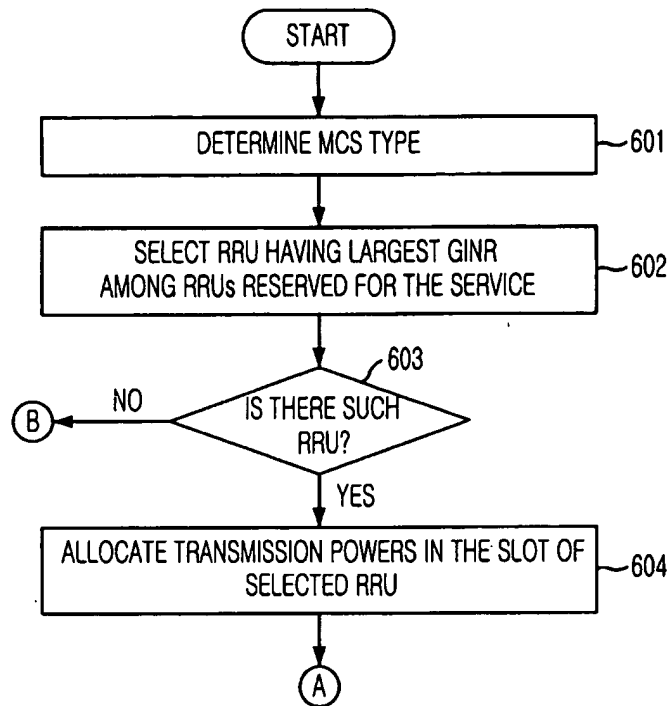 START
DETERMINE MCS TYPE
601
SELECT RRU HAVING LARGEST GINR
AMONG RRUs RESERVED FOR THE SERVICE
602
603
IS THERE SUCH
RRU?
NO
B
YES
ALLOCATE TRANSMISSION POWERS IN THE SLOT OF
SELECTED RRU
604
A